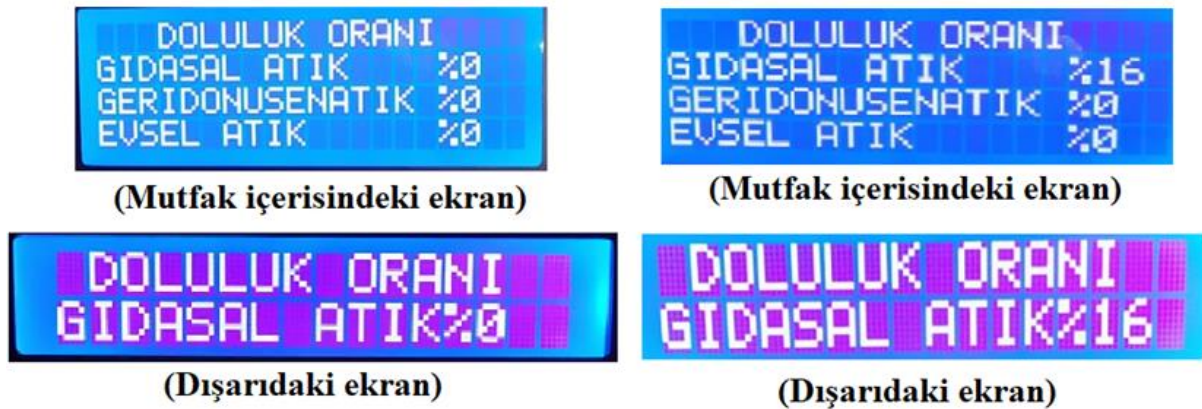 DOLULUK ORANI
GIDASAL ATIK %0
GERIDONUSENATIK %0
EVSEL ATIK %0
(Mutfak içerisindeki ekran)
DOLULUK ORANI
GIDASAL ATIK %16
GERIDONUSENATIK %0
EVSEL ATIK %0
(Mutfak içerisindeki ekran)
DOLULUK ORANI
GIDASAL ATIK%0
(Dışarıdaki ekran)
DOLULUK ORANI
GIDASAL ATIK%16
(Dışarıdaki ekran)